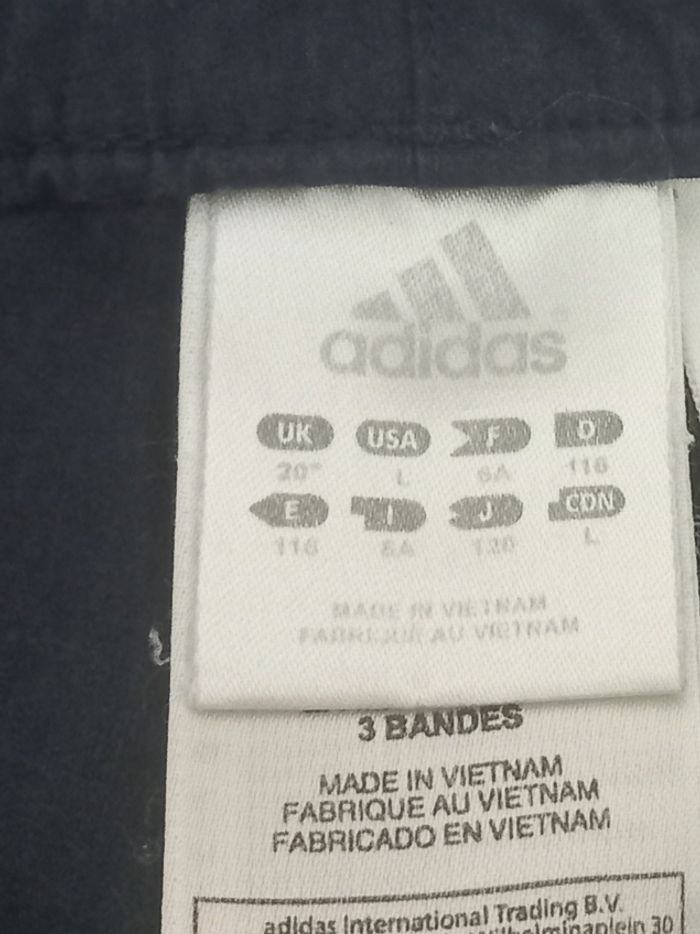 adidas
UK USA F D
20" L 6A 116
E I J CDN
116 6A 120 L
MADE IN VIETNAM
FABRIQUE AU VIETNAM
3 BANDES
MADE IN VIETNAM
FABRIQUE AU VIETNAM
FABRICADO EN VIETNAM
adidas International Trading B.V.
30